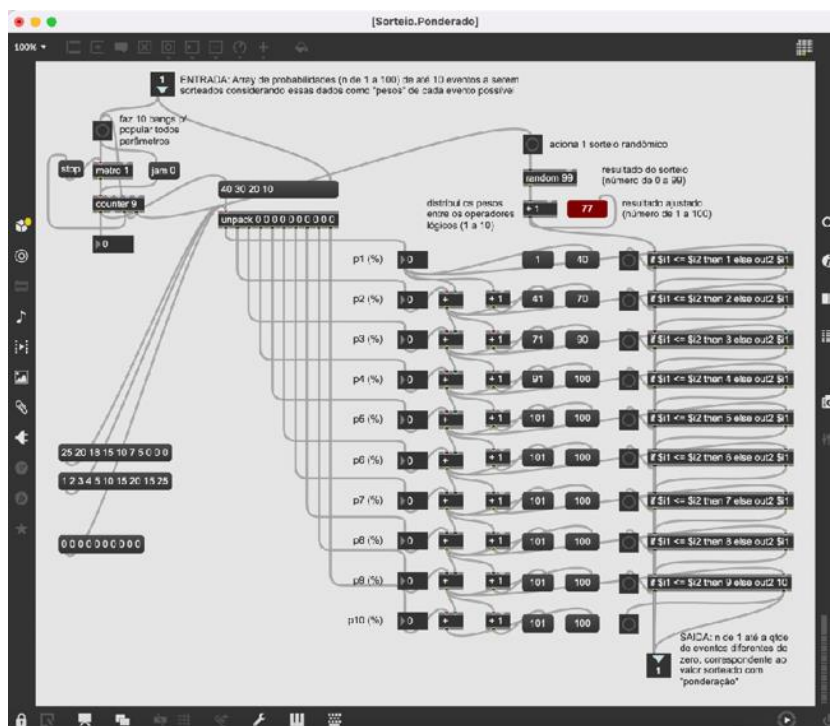 [Sorteio.Ponderado]
100%
1
ENTRADA: Array de probabilidades (n de 1 a 100) de até 10 eventos a serem
sorteados considerando essas dados como "pesos" de cada evento possível
faz 10 bangs p/
popular todos
parâmetros
aciona 1 sorteio randômico
stop
metro 1
jam 0
random 99
resultado do sorteio
(número de 0 a 99)
40 30 20 10
counter 9
distribui os pesos
entre os operadores
lógicos (1 a 10)
+ 1
77
resultado ajustado
(número de 1 a 100)
unpack 0 0 0 0 0 0 0 0 0 0
0
p1 (%)
0
1
40
if $i1 <= $i2 then 1 else out2 $i1
p2 (%)
0
+
+ 1
41
70
if $i1 <= $i2 then 2 else out2 $i1
p3 (%)
0
+
+ 1
71
90
if $i1 <= $i2 then 3 else out2 $i1
p4 (%)
0
+
+ 1
91
100
if $i1 <= $i2 then 4 else out2 $i1
p5 (%)
0
+
+ 1
101
100
if $i1 <= $i2 then 5 else out2 $i1
25 20 18 15 10 7 5 0 0 0
p6 (%)
0
+
+ 1
101
100
if $i1 <= $i2 then 6 else out2 $i1
1 2 3 4 5 10 15 20 15 25
p7 (%)
0
+
+ 1
101
100
if $i1 <= $i2 then 7 else out2 $i1
0 0 0 0 0 0 0 0 0 0
p8 (%)
0
+
+ 1
101
100
if $i1 <= $i2 then 8 else out2 $i1
p9 (%)
0
+
+ 1
101
100
if $i1 <= $i2 then 9 else out2 10
p10 (%)
0
+
+ 1
101
100
SAIDA: n de 1 até a qtde
de eventos diferentes de
zero, correspondente ao
valor sorteado com
"ponderação"
1